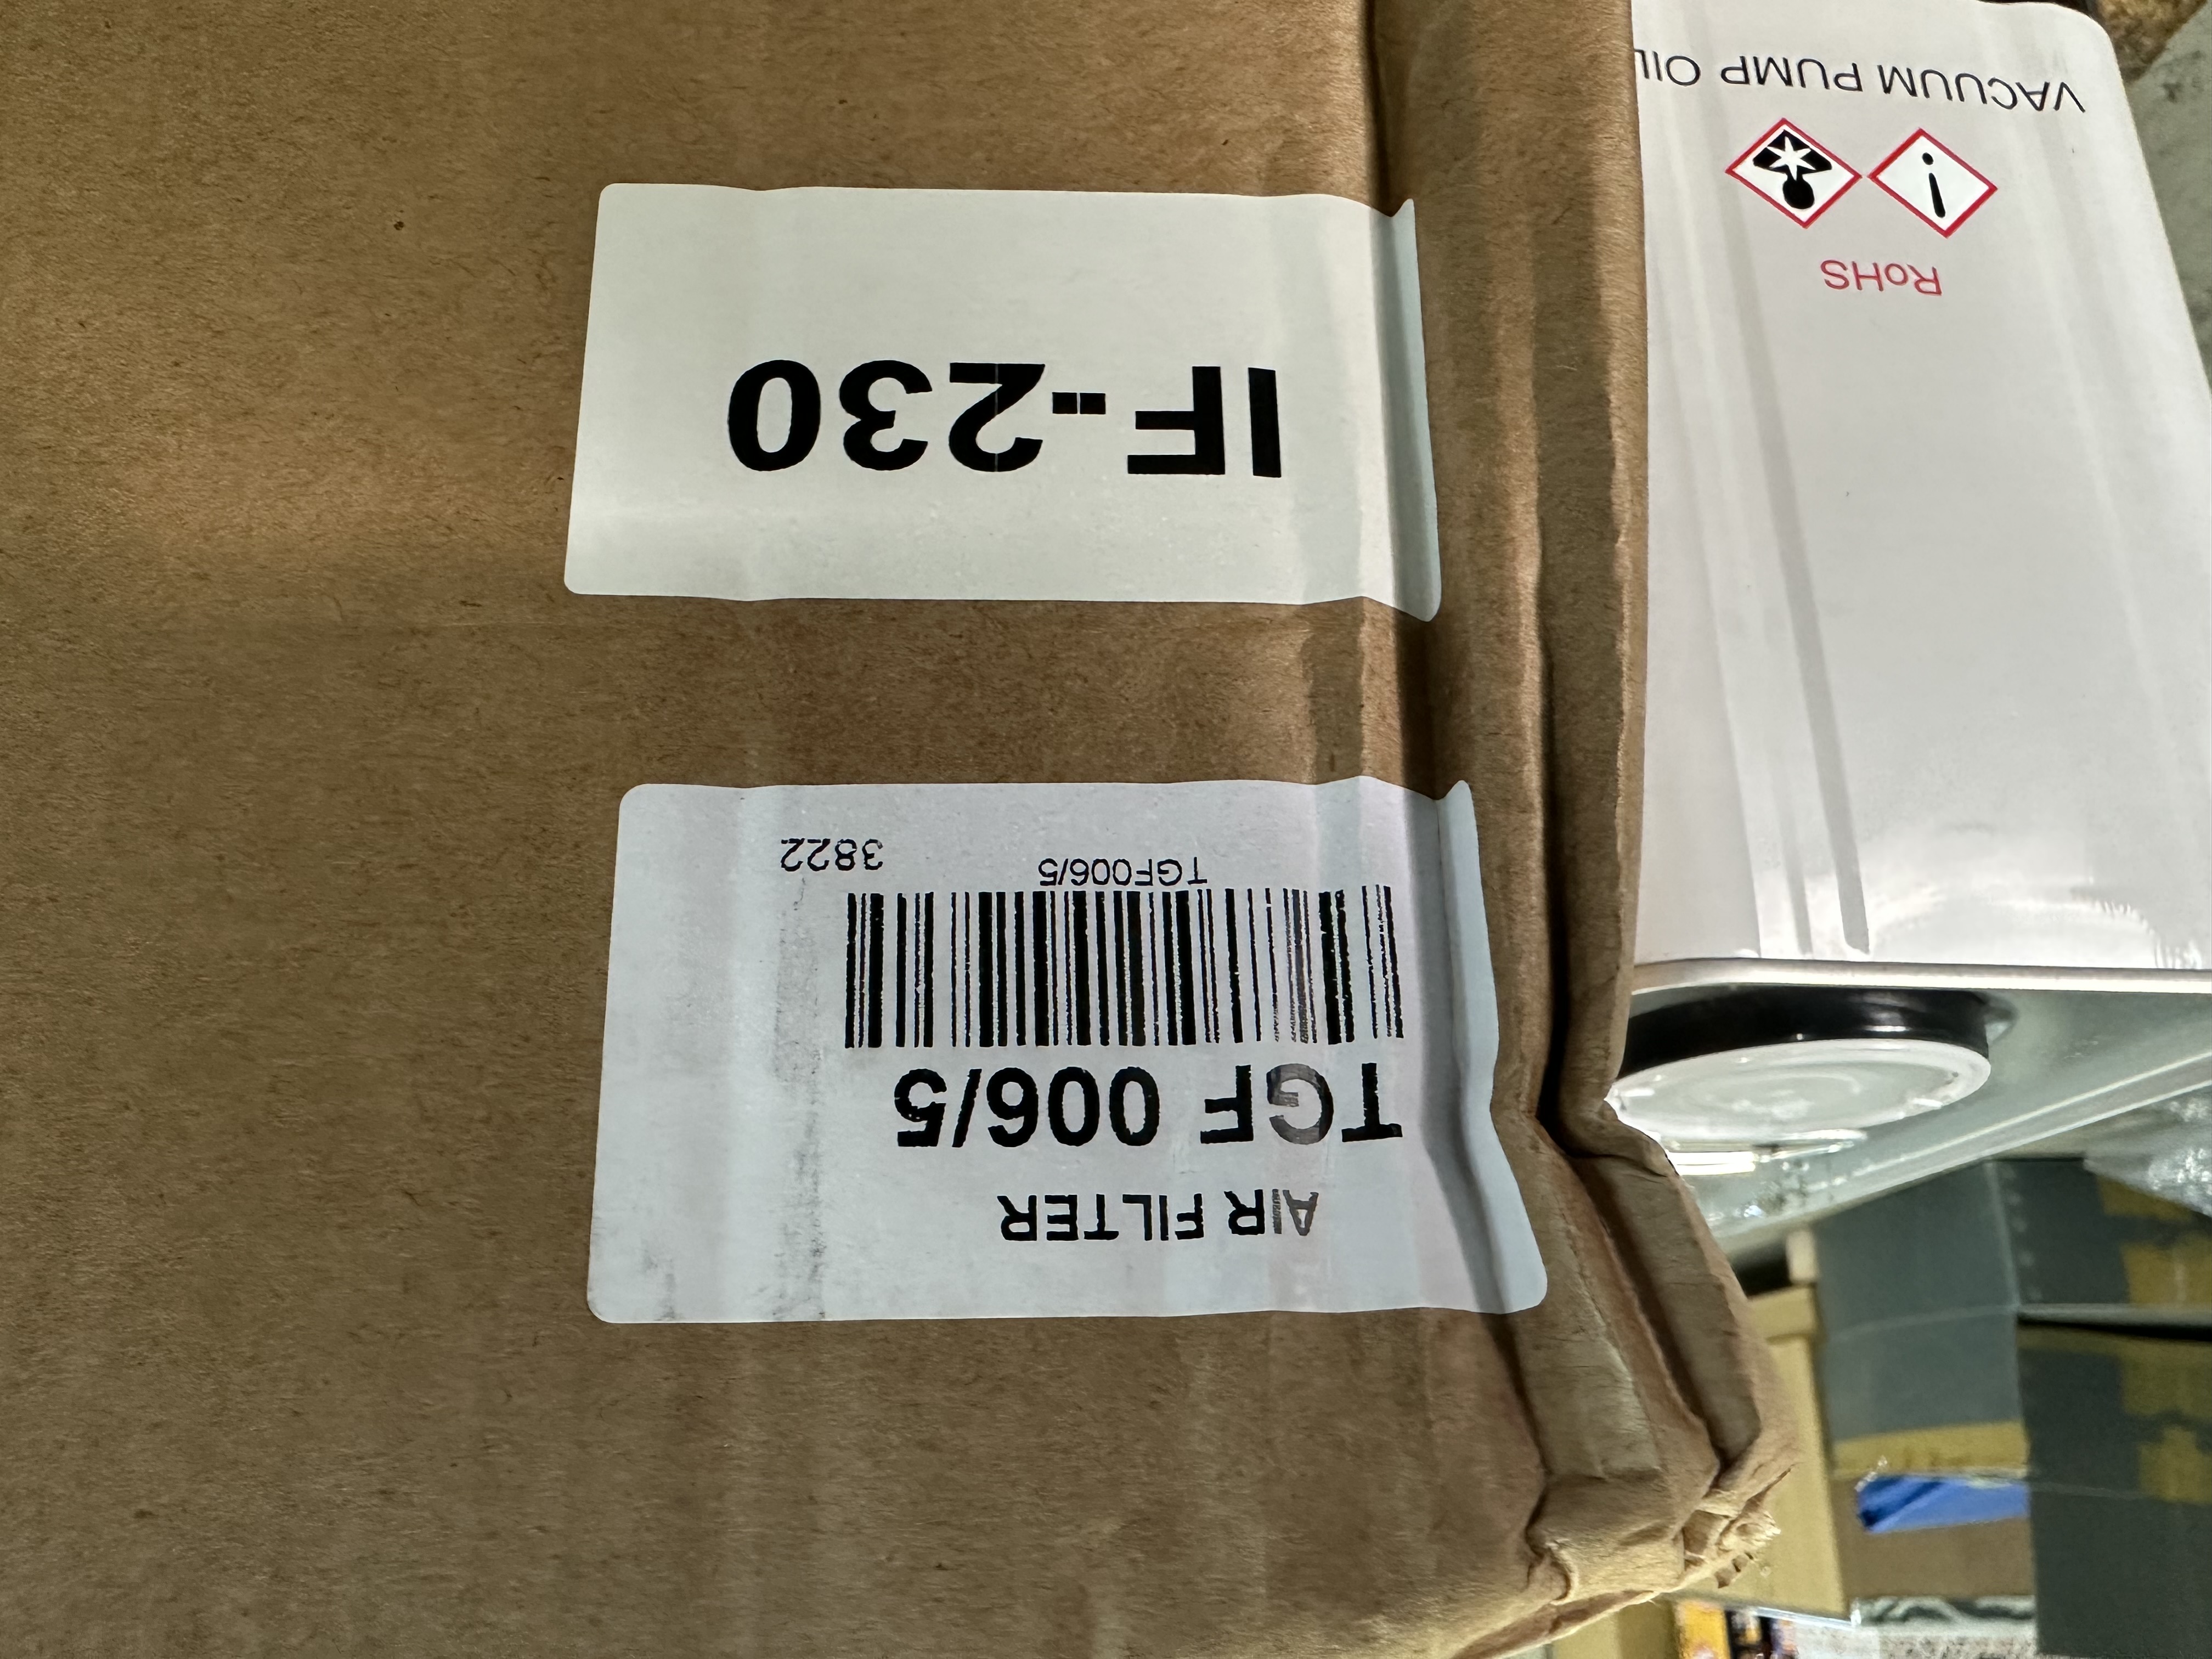 AIR FILTER
TGF 006/5
TGF006/5
3822
IF-230
RoHS
VACUUM PUMP OIL